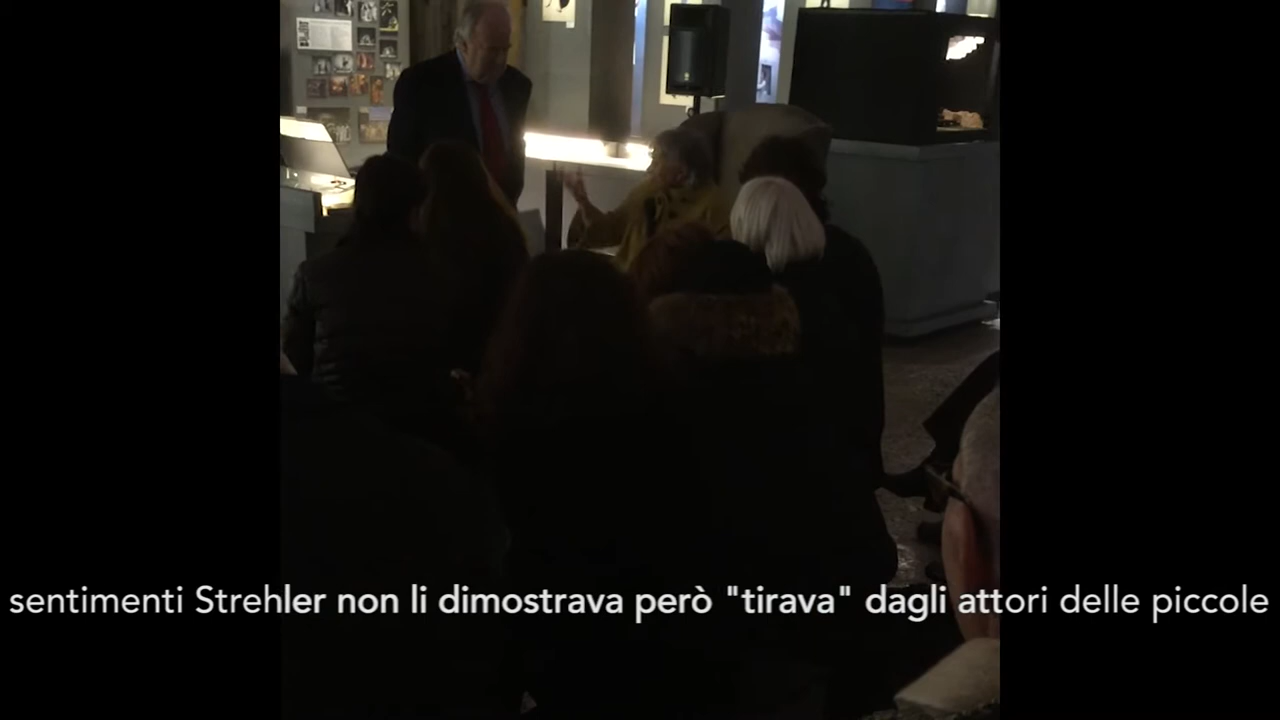 sentimenti Strehler non li dimostrava però "tirava" dagli attori delle piccole